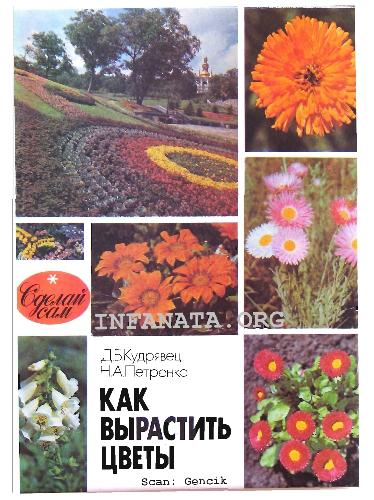 Сделай
сам
INFANATA.ORG
Д.Б.Кудрявец
Н.А.Петренко
КАК
ВЫРАСТИТЬ
ЦВЕТЫ
Scan: Gencik